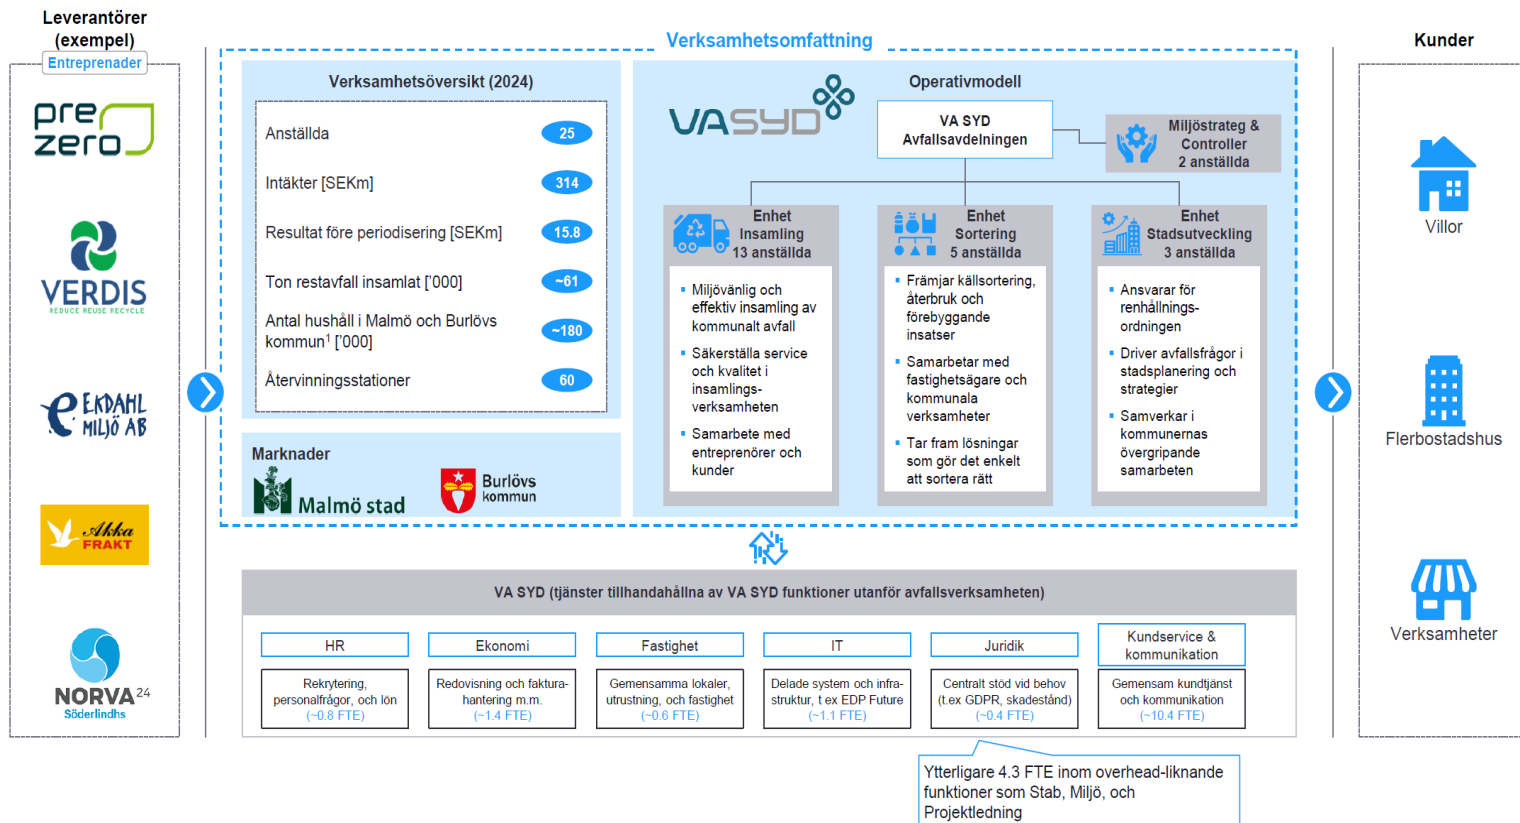 Leverantörer
(exempel)
Entreprenader
pre
zero
VERDIS
REDUCE REUSE RECYCLE
EKDAHL
MILJÖ AB
Akka
FRAKT
NORVA 24
Söderlindhs
Verksamhetsomfattning
Verksamhetsöversikt (2024)
Anställda 25
Intäkter [SEKm] 314
Resultat före periodisering [SEKm] 15.8
Ton restavfall insamlat ['000] ~61
Antal hushåll i Malmö och Burlövs
kommun¹ ['000] ~180
Återvinningsstationer 60
Marknader
Malmö stad
Burlövs
kommun
Operativmodell
VA SYD
VA SYD
Avfallsavdelningen
Miljöstrateg &
Controller
2 anställda
Enhet
Insamling
13 anställda
▪ Miljövänlig och
effektiv insamling av
kommunalt avfall
▪ Säkerställa service
och kvalitet i
insamlings-
verksamheten
▪ Samarbete med
entreprenörer och
kunder
Enhet
Sortering
5 anställda
▪ Främjar källsortering,
återbruk och
förebyggande
insatser
▪ Samarbetar med
fastighetsägare och
kommunala
verksamheter
▪ Tar fram lösningar
som gör det enkelt
att sortera rätt
Enhet
Stadsutveckling
3 anställda
▪ Ansvarar för
renhållnings-
ordningen
▪ Driver avfallsfrågor i
stadsplanering och
strategier
▪ Samverkar i
kommunernas
övergripande
samarbeten
VA SYD (tjänster tillhandahållna av VA SYD funktioner utanför avfallsverksamheten)
HR
Rekrytering,
personalfrågor, och lön
(~0.8 FTE)
Ekonomi
Redovisning och faktura-
hantering m.m.
(~1.4 FTE)
Fastighet
Gemensamma lokaler,
utrustning, och fastighet
(~0.6 FTE)
IT
Delade system och infra-
struktur, t ex EDP Future
(~1.1 FTE)
Juridik
Centralt stöd vid behov
(t.ex GDPR, skadestånd)
(~0.4 FTE)
Kundservice &
kommunikation
Gemensam kundtjänst
och kommunikation
(~10.4 FTE)
Ytterligare 4.3 FTE inom overhead-liknande
funktioner som Stab, Miljö, och
Projektledning
Kunder
Villor
Flerbostadshus
Verksamheter